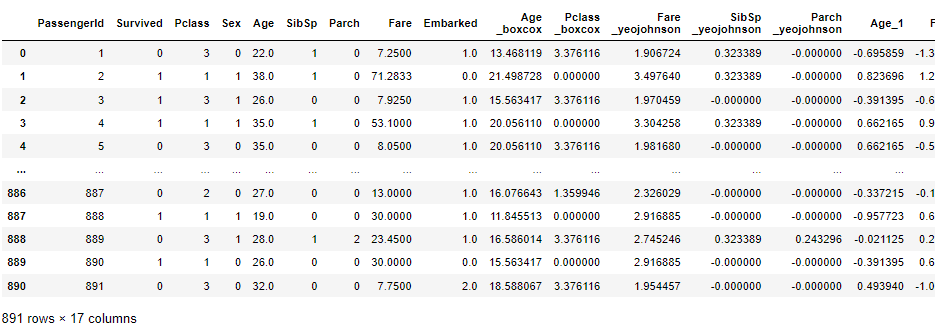 Age Pclass Fare SibSp Parch
PassengerId Survived Pclass Sex Age SibSp Parch Fare Embarked _boxcox _boxcox _yeojohnson _yeojohnson _yeojohnson Age_1 F
0 1 0 3 0 22.0 1 0 7.2500 1.0 13.468119 3.376116 1.906724 0.323389 -0.000000 -0.695859 -1.3
1 2 1 1 1 38.0 1 0 71.2833 0.0 21.498728 0.000000 3.497640 0.323389 -0.000000 0.823696 1.2
2 3 1 3 1 26.0 0 0 7.9250 1.0 15.563417 3.376116 1.970459 -0.000000 -0.000000 -0.391395 -0.6
3 4 1 1 1 35.0 1 0 53.1000 1.0 20.056110 0.000000 3.304258 0.323389 -0.000000 0.662165 0.9
4 5 0 3 0 35.0 0 0 8.0500 1.0 20.056110 3.376116 1.981680 -0.000000 -0.000000 0.662165 -0.5
... ... ... ... ... ... ... ... ... ... ... ... ... ... ... ...
886 887 0 2 0 27.0 0 0 13.0000 1.0 16.076643 1.359946 2.326029 -0.000000 -0.000000 -0.337215 -0.1
887 888 1 1 1 19.0 0 0 30.0000 1.0 11.845513 0.000000 2.916885 -0.000000 -0.000000 -0.957723 0.6
888 889 0 3 1 28.0 1 2 23.4500 1.0 16.586014 3.376116 2.745246 0.323389 0.243296 -0.021125 0.2
889 890 1 1 0 26.0 0 0 30.0000 0.0 15.563417 0.000000 2.916885 -0.000000 -0.000000 -0.391395 0.6
890 891 0 3 0 32.0 0 0 7.7500 2.0 18.588067 3.376116 1.954457 -0.000000 -0.000000 0.493940 -1.0
891 rows × 17 columns